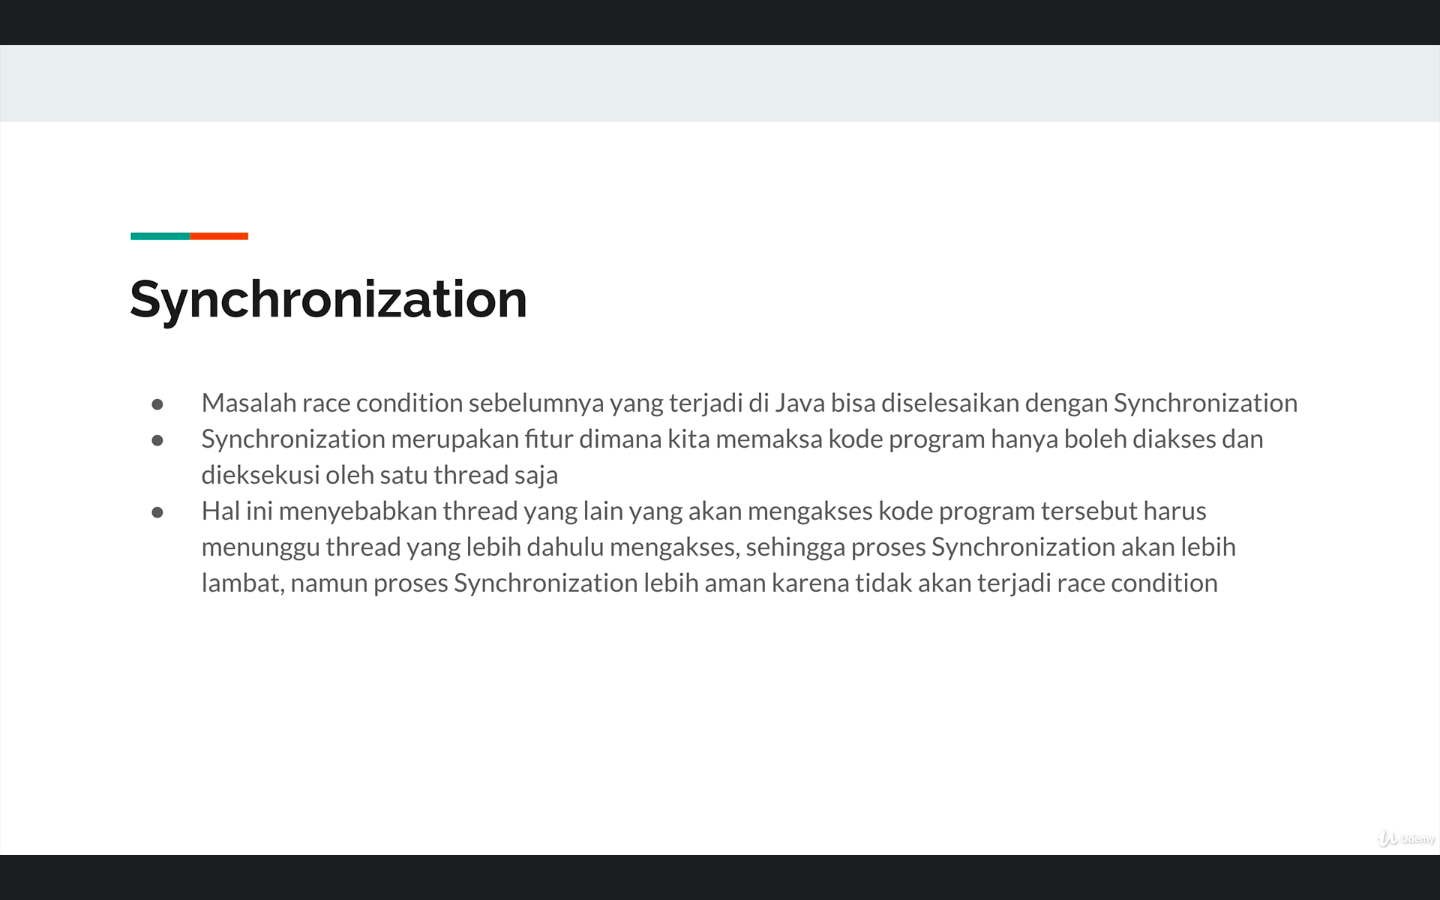 Synchronization
● Masalah race condition sebelumnya yang terjadi di Java bisa diselesaikan dengan Synchronization
● Synchronization merupakan fitur dimana kita memaksa kode program hanya boleh diakses dan
dieksekusi oleh satu thread saja
● Hal ini menyebabkan thread yang lain yang akan mengakses kode program tersebut harus
menunggu thread yang lebih dahulu mengakses, sehingga proses Synchronization akan lebih
lambat, namun proses Synchronization lebih aman karena tidak akan terjadi race condition
Udemy